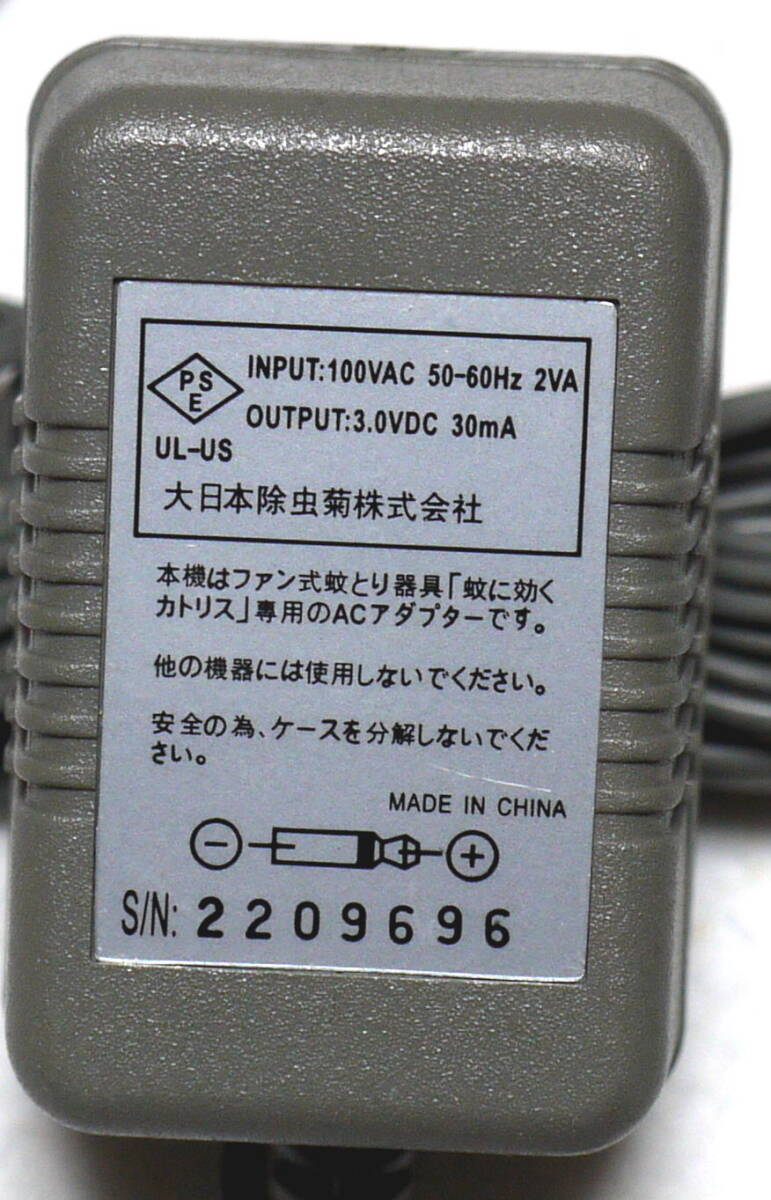 PSE
INPUT:100VAC 50-60Hz 2VA
OUTPUT:3.0VDC 30mA
UL-US
大日本除虫菊株式会社
本機はファン式蚊とり器具「蚊に効く
カトリス」専用のACアダプターです。
他の機器には使用しないでください。
安全の為、ケースを分解しないでくだ
さい。
MADE IN CHINA
− +
S/N: 2209696